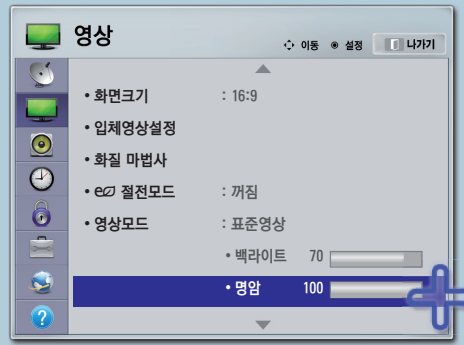 영상
이동 설정 나가기
• 화면크기 : 16:9
• 입체영상설정
• 화질 마법사
• e 절전모드 : 꺼짐
• 영상모드 : 표준영상
• 백라이트 70
• 명암 100
?